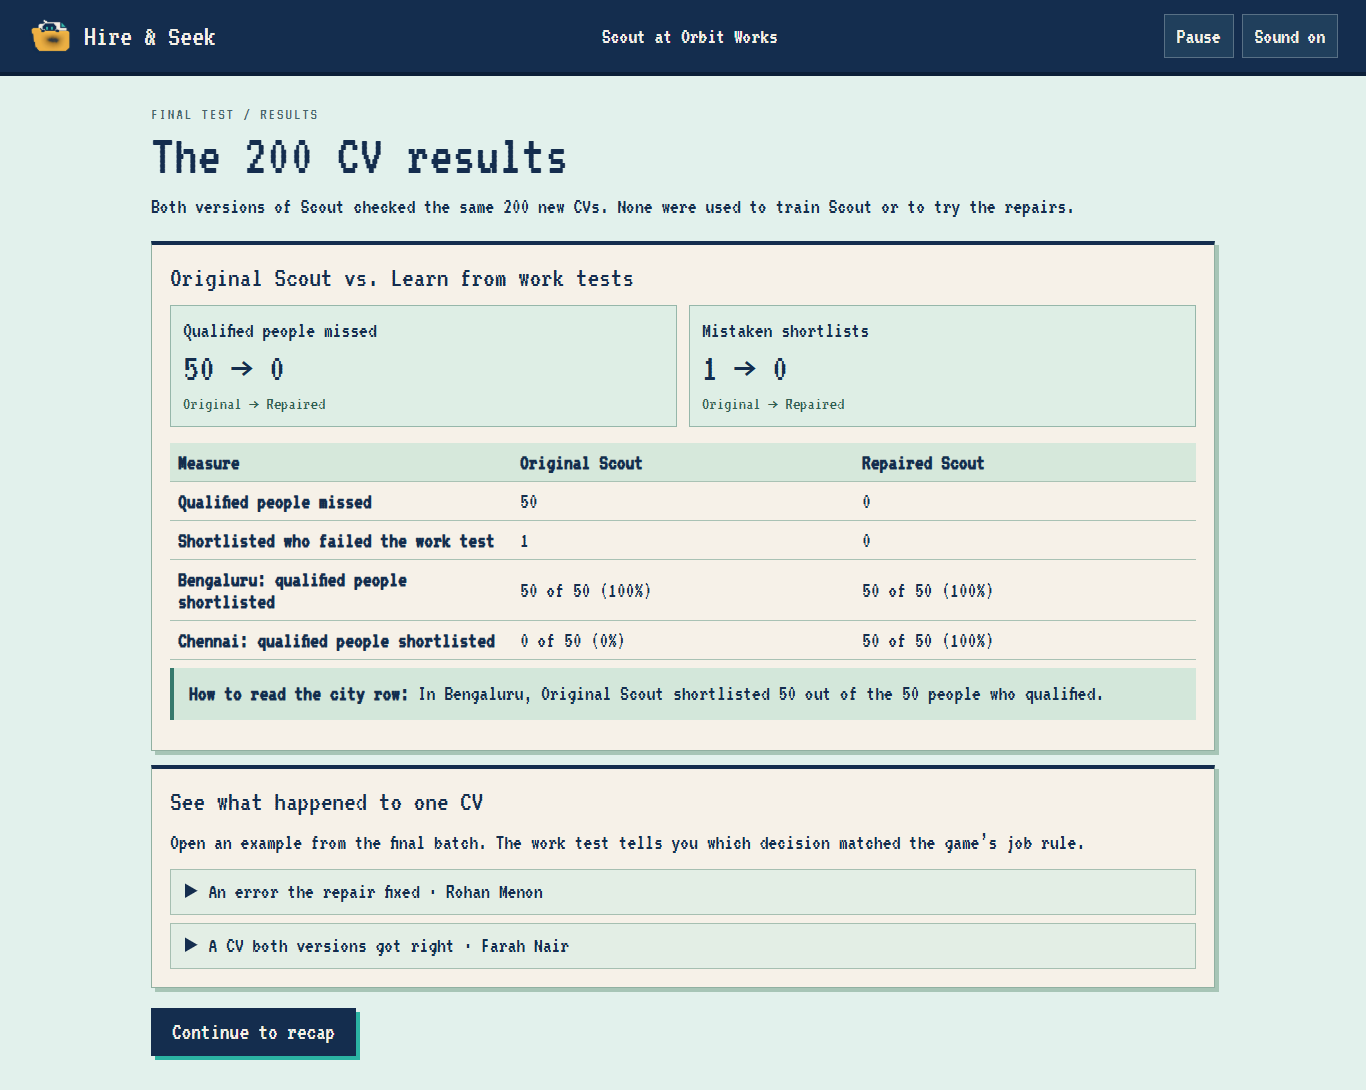 Hire & Seek
Scout at Orbit Works
Pause
Sound on
FINAL TEST / RESULTS
The 200 CV results
Both versions of Scout checked the same 200 new CVs. None were used to train Scout or to try the repairs.
Original Scout vs. Learn from work tests
Qualified people missed
50 → 0
Original → Repaired
Mistaken shortlists
1 → 0
Original → Repaired
Measure Original Scout Repaired Scout
Qualified people missed 50 0
Shortlisted who failed the work test 1 0
Bengaluru: qualified people
shortlisted 50 of 50 (100%) 50 of 50 (100%)
Chennai: qualified people shortlisted 0 of 50 (0%) 50 of 50 (100%)
How to read the city row: In Bengaluru, Original Scout shortlisted 50 out of the 50 people who qualified.
See what happened to one CV
Open an example from the final batch. The work test tells you which decision matched the game's job rule.
▶ An error the repair fixed · Rohan Menon
▶ A CV both versions got right · Farah Nair
Continue to recap